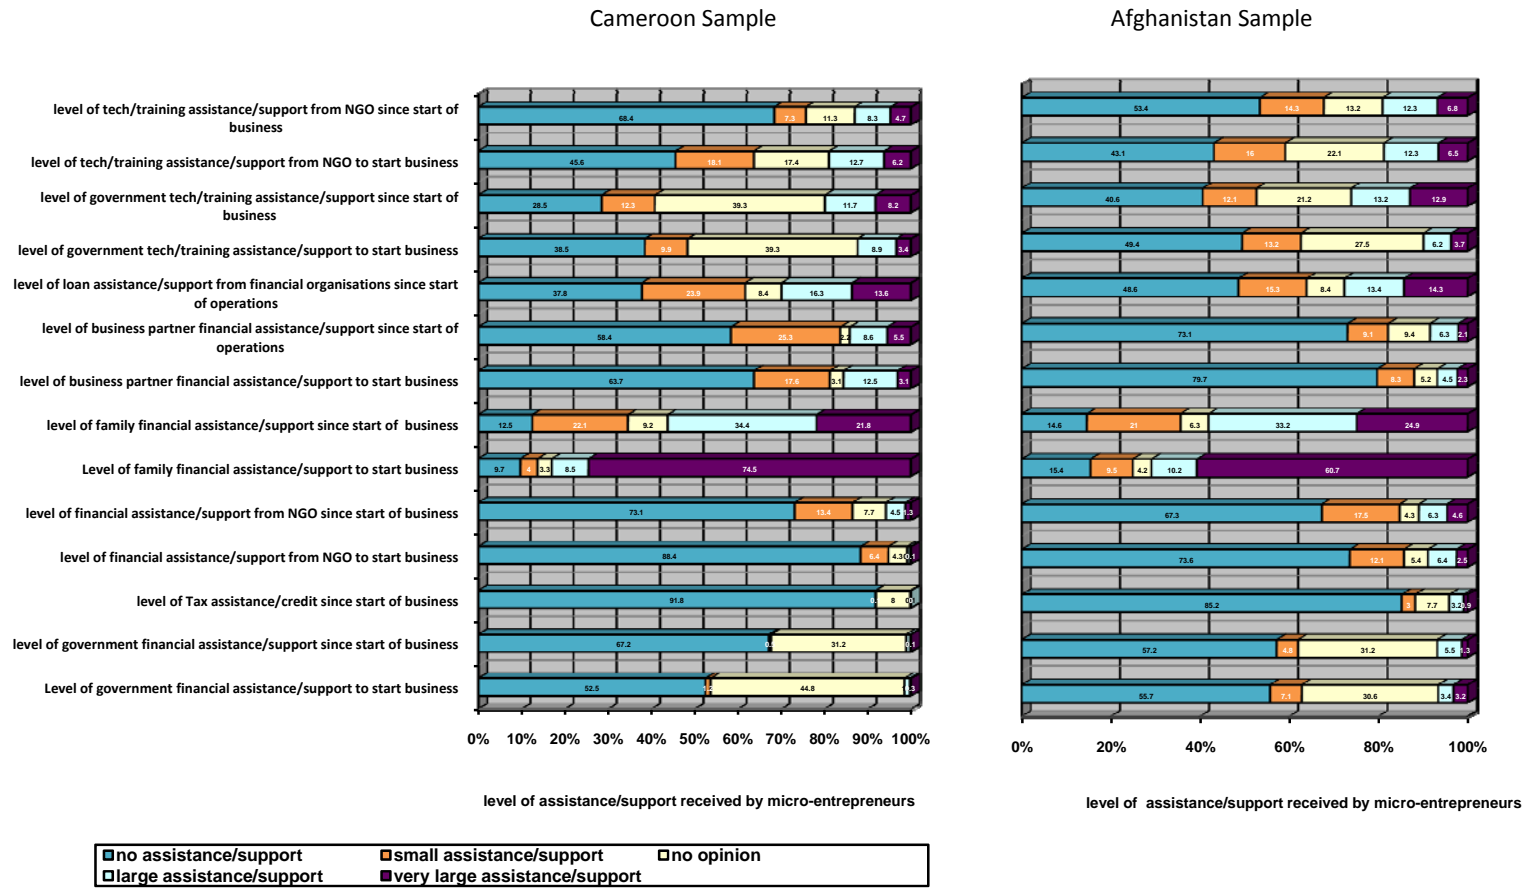 Cameroon Sample
Afghanistan Sample
level of tech/training assistance/support from NGO since start of
business
68.4 7.3 11.3 8.3 4.7
53.4 14.3 13.2 12.3 6.8
level of tech/training assistance/support from NGO to start business
45.6 18.1 17.4 12.7 6.2
43.1 16 22.1 12.3 6.5
level of government tech/training assistance/support since start of
business
28.5 12.3 39.3 11.7 8.2
40.6 12.1 21.2 13.2 12.9
level of government tech/training assistance/support to start business
38.5 9.9 39.3 8.9 3.4
49.4 13.2 27.5 6.2 3.7
level of loan assistance/support from financial organisations since start
of operations
37.8 23.9 8.4 16.3 13.6
48.6 15.3 8.4 13.4 14.3
level of business partner financial assistance/support since start of
operations
58.4 25.3 2.2 8.6 5.5
73.1 9.1 9.4 6.3 2.1
level of business partner financial assistance/support to start business
63.7 17.6 3.1 12.5 3.1
79.7 8.3 5.2 4.5 2.3
level of family financial assistance/support since start of business
12.5 22.1 9.2 34.4 21.8
14.6 21 6.3 33.2 24.9
Level of family financial assistance/support to start business
9.7 4 3.3 8.5 74.5
15.4 9.5 4.2 10.2 60.7
level of financial assistance/support from NGO since start of business
73.1 13.4 7.7 4.5 1.3
67.3 17.5 4.3 6.3 4.6
level of financial assistance/support from NGO to start business
88.4 6.4 4.3
73.6 12.1 5.4 6.4 2.5
level of Tax assistance/credit since start of business
91.8 8
85.2 3 7.7 3.2 0.9
level of government financial assistance/support since start of business
67.2 31.2
57.2 4.8 31.2 5.5 1.3
Level of government financial assistance/support to start business
52.5 44.8
55.7 7.1 30.6 3.4 3.2
0% 10% 20% 30% 40% 50% 60% 70% 80% 90% 100%
0% 20% 40% 60% 80% 100%
level of assistance/support received by micro-entrepreneurs
level of assistance/support received by micro-entrepreneurs
no assistance/support small assistance/support no opinion
large assistance/support very large assistance/support